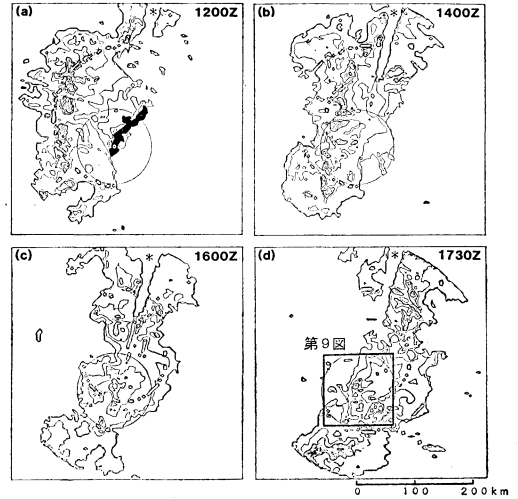 (a) * 1200Z
(b) * * 1400Z
(c) * 1600Z
(d) * 1730Z
第9図
0 100 200km